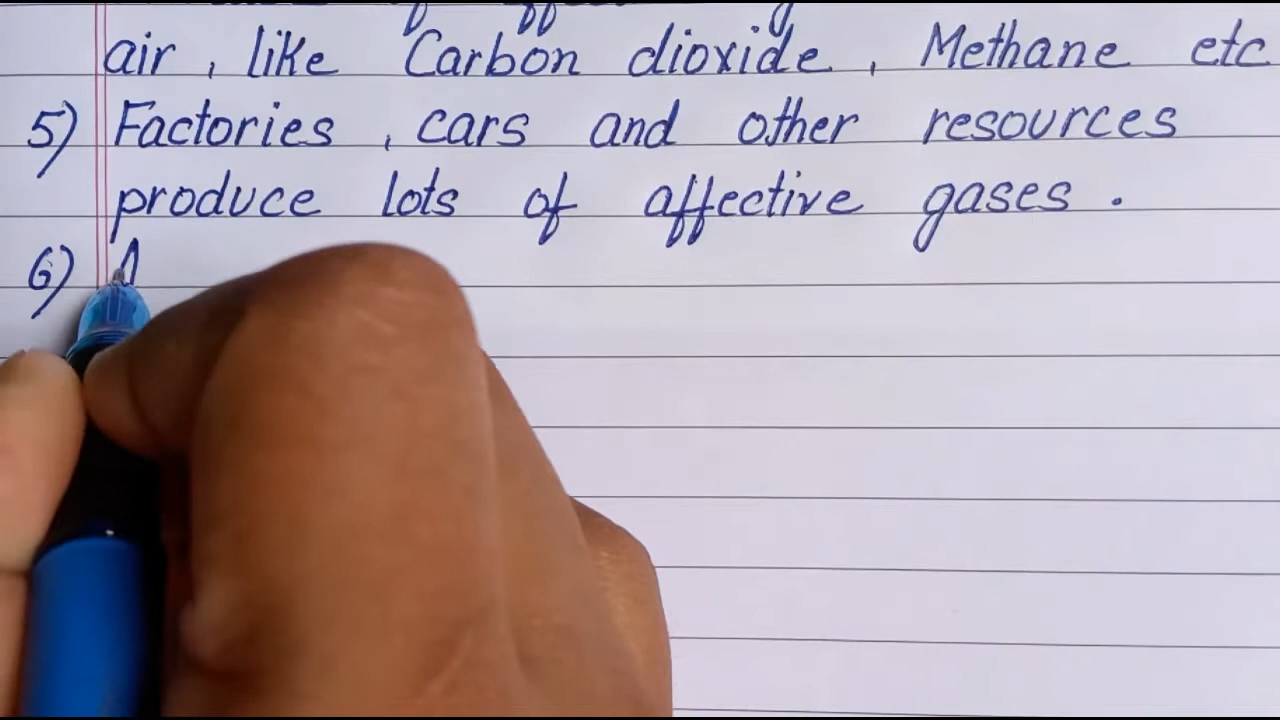 air, like Carbon dioxide, Methane etc
5) Factories, cars and other resources
produce lots of affective gases.
6) A